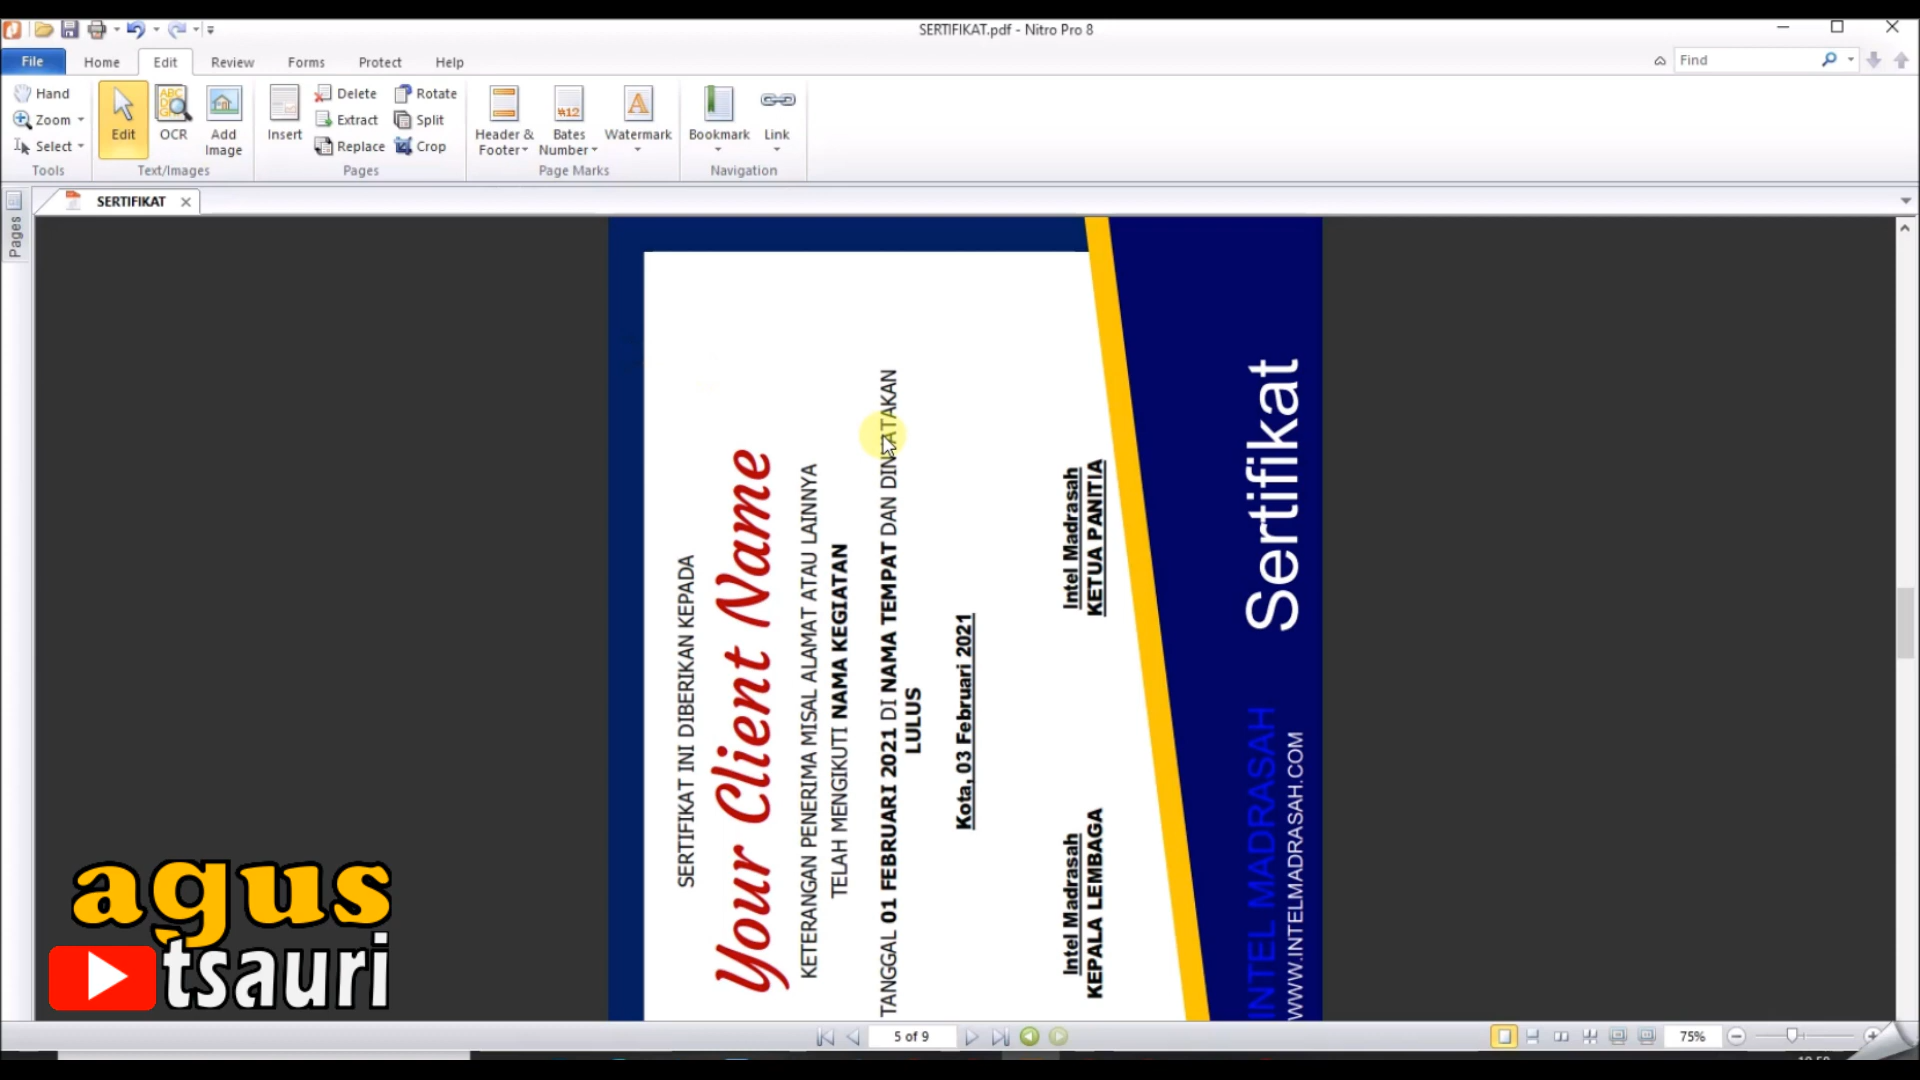 SERTIFIKAT.pdf - Nitro Pro 8
File
Home
Edit
Review
Forms
Protect
Help
Find
Hand
Zoom
Select
Tools
Edit
OCR
Add Image
Text/Images
Insert
Delete
Extract
Replace
Rotate
Split
Crop
Pages
Header & Footer
Bates Number
Watermark
Page Marks
Bookmark
Link
Navigation
SERTIFIKAT
Pages
Sertifikat
INTEL MADRASAH
WWW.INTELMADRASAH.COM
SERTIFIKAT INI DIBERIKAN KEPADA
Your Client Name
KETERANGAN PENERIMA MISAL ALAMAT ATAU LAINNYA
TELAH MENGIKUTI NAMA KEGIATAN
TANGGAL 01 FEBRUARI 2021 DI NAMA TEMPAT DAN DINYATAKAN
LULUS
Kota, 03 Februari 2021
Intel Madrasah
KEPALA LEMBAGA
Intel Madrasah
KETUA PANITIA
agus
tsauri
5 of 9
75%